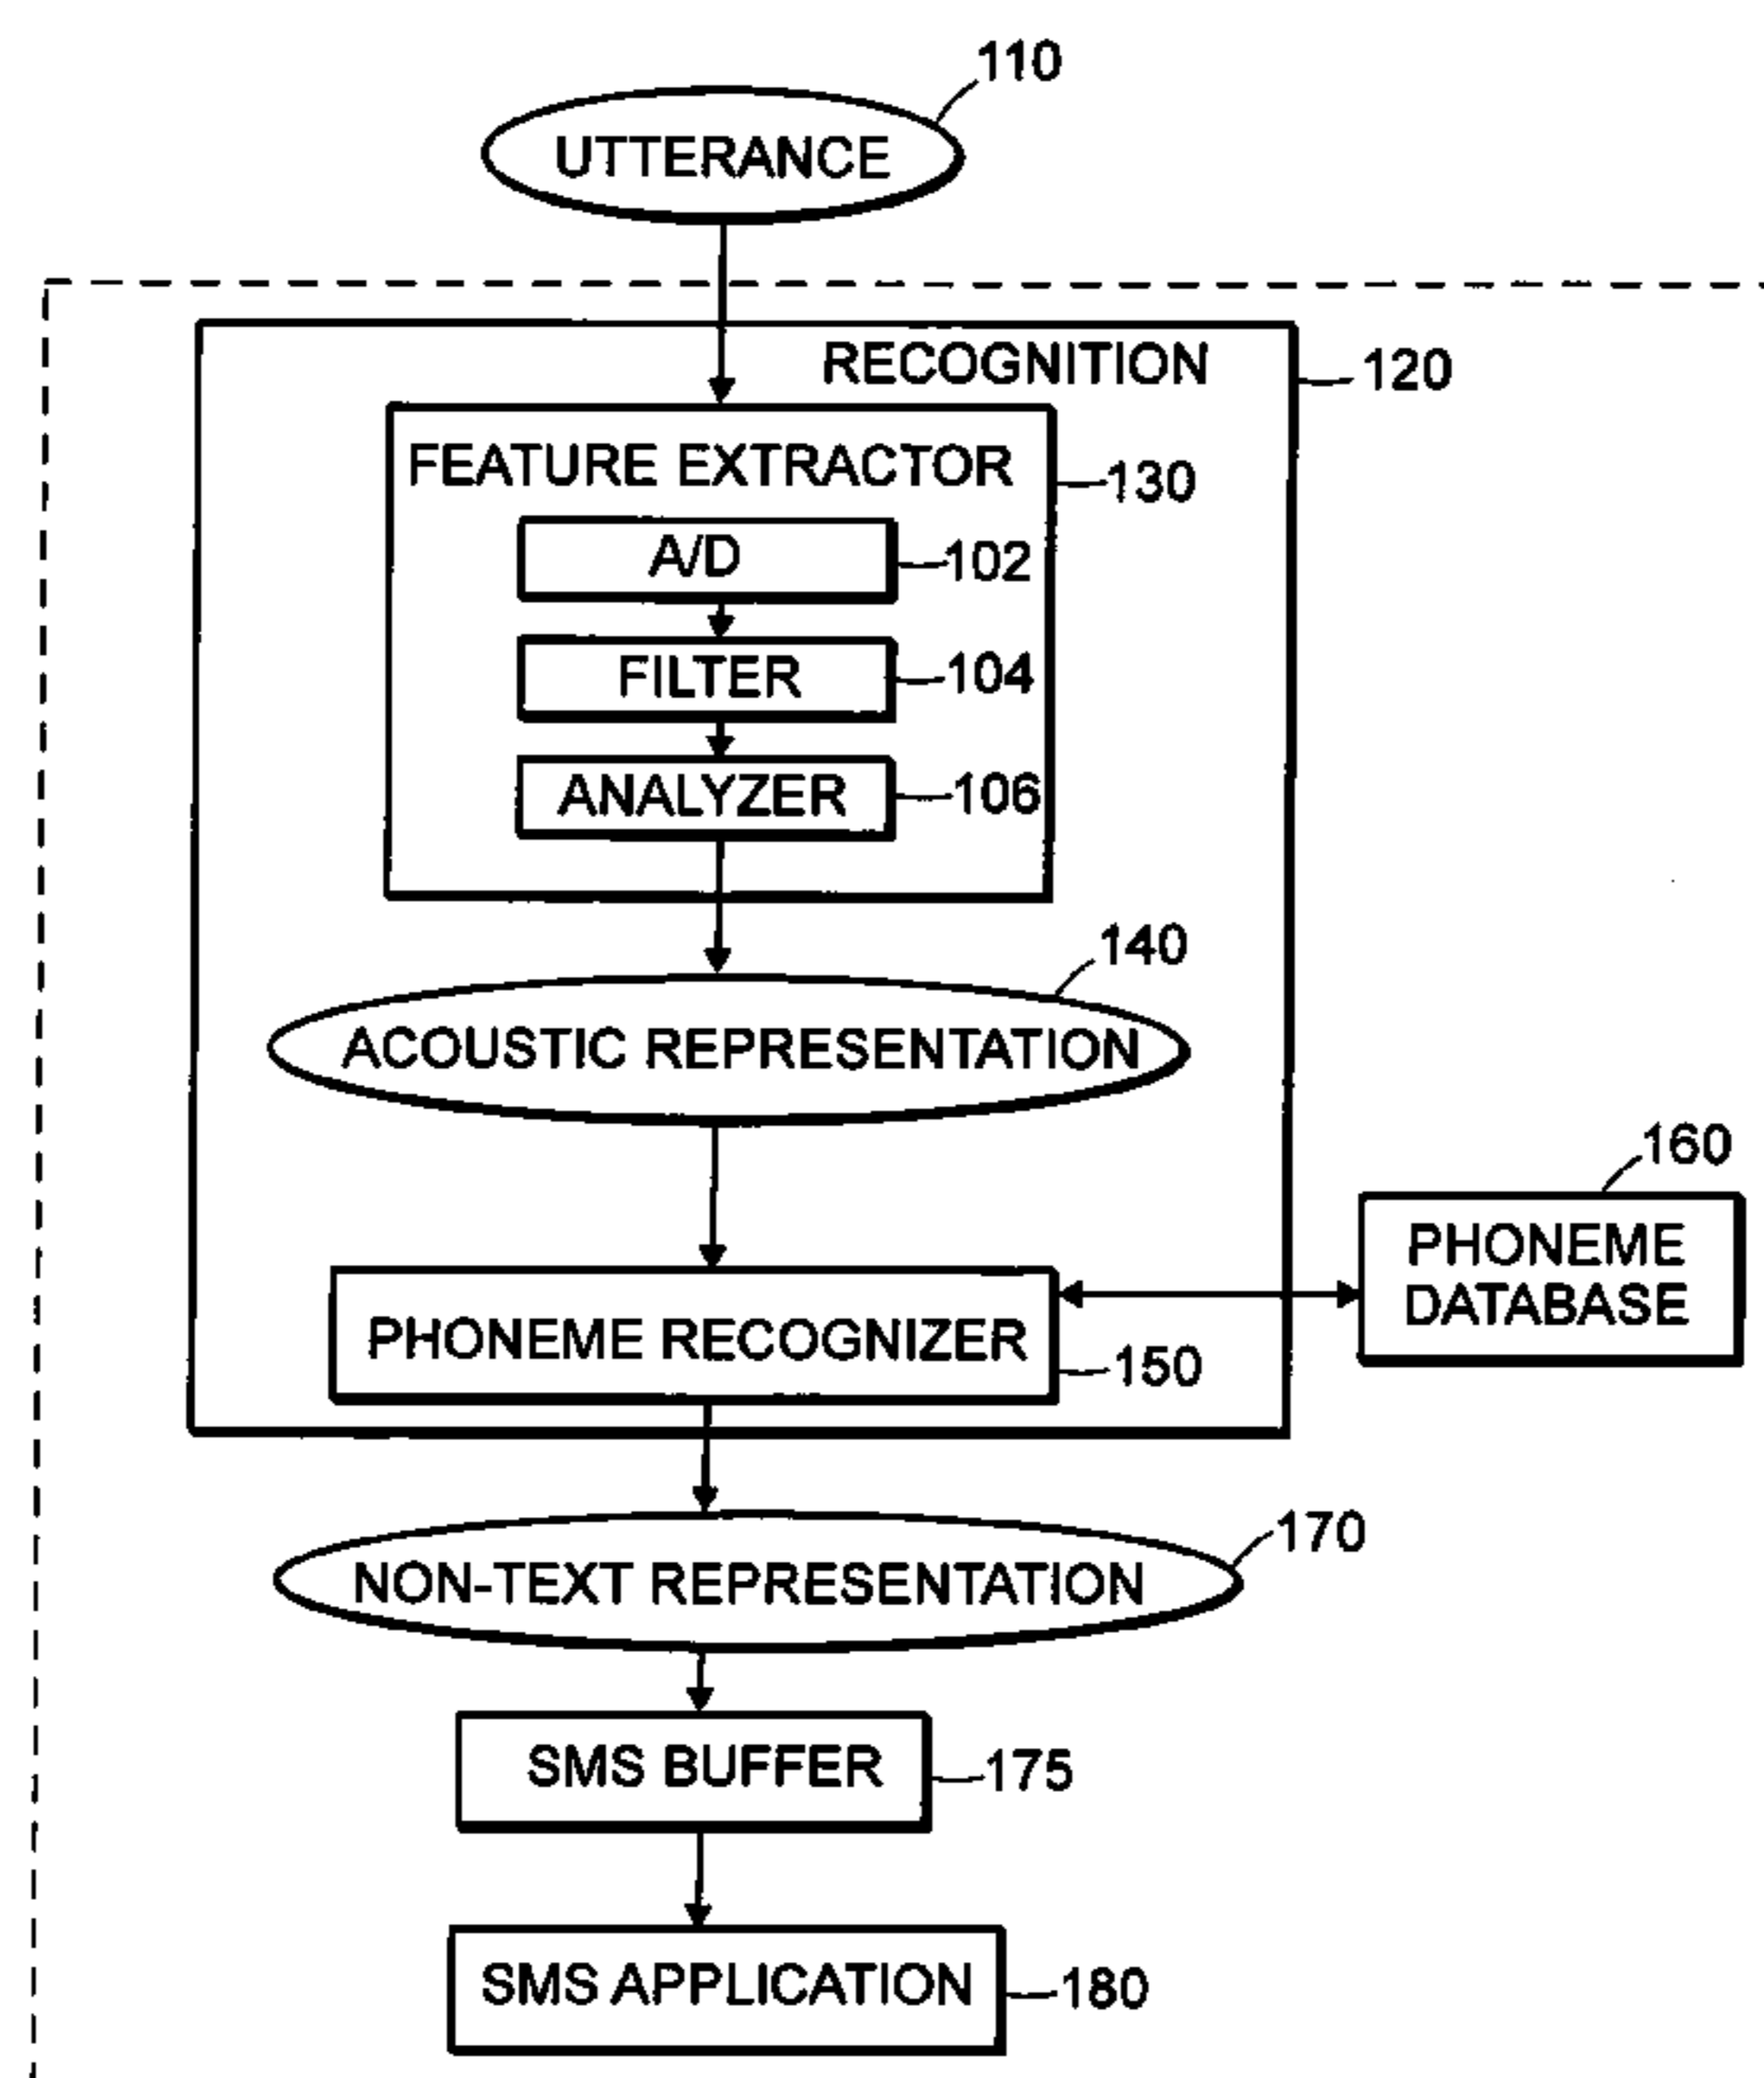 110
UTTERANCE
RECOGNITION
120
FEATURE EXTRACTOR
130
A/D
102
FILTER
104
ANALYZER
106
140
ACOUSTIC REPRESENTATION
160
PHONEME
DATABASE
PHONEME RECOGNIZER
150
170
NON-TEXT REPRESENTATION
SMS BUFFER
175
SMS APPLICATION
180